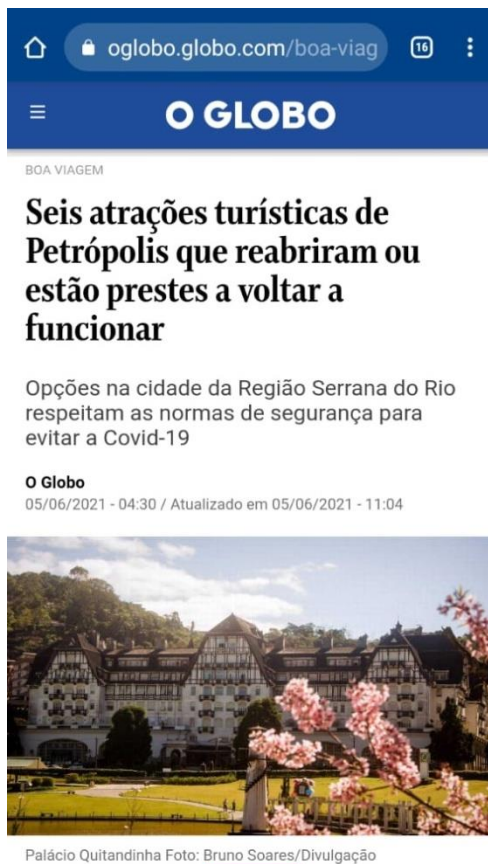 oglobo.globo.com/boa-viag
16
O GLOBO
BOA VIAGEM
Seis atrações turísticas de
Petrópolis que reabriram ou
estão prestes a voltar a
funcionar
Opções na cidade da Região Serrana do Rio
respeitam as normas de segurança para
evitar a Covid-19
O Globo
05/06/2021 - 04:30 / Atualizado em 05/06/2021 - 11:04
Palácio Quitandinha Foto: Bruno Soares/Divulgação